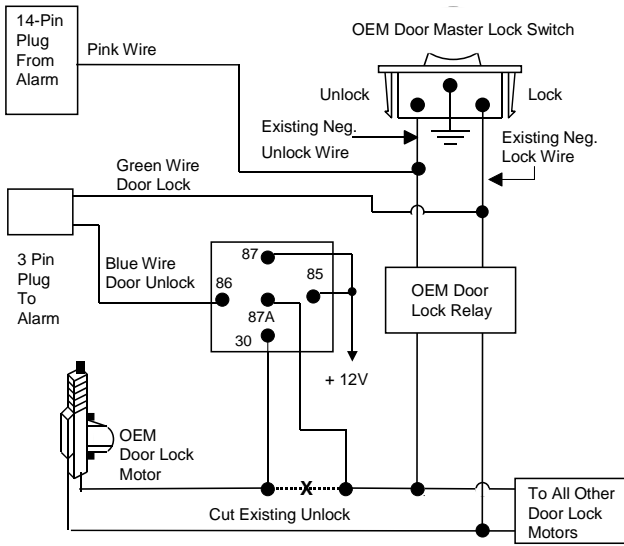 14-Pin
Plug
From
Alarm
Pink Wire
OEM Door Master Lock Switch
Unlock
Lock
Existing Neg.
Unlock Wire
Existing Neg.
Lock Wire
Green Wire
Door Lock
3 Pin
Plug
To
Alarm
Blue Wire
Door Unlock
87
86
85
87A
30
+ 12V
OEM Door
Lock Relay
OEM
Door Lock
Motor
X
Cut Existing Unlock
To All Other
Door Lock
Motors